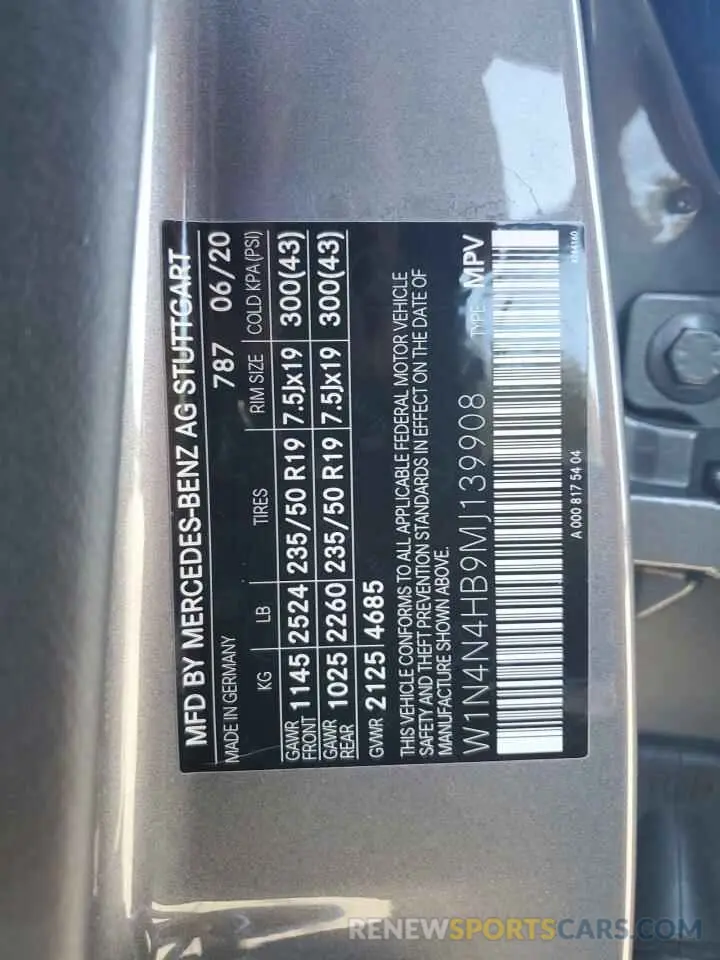 MFD BY MERCEDES-BENZ AG STUTTGART
MADE IN GERMANY 787 06/20
KG LB TIRES RIM SIZE COLD KPA(PSI)
GAWR FRONT 1145 2524 235/50 R19 7.5Jx19 300(43)
GAWR REAR 1025 2260 235/50 R19 7.5Jx19 300(43)
GVWR 2125 4685
THIS VEHICLE CONFORMS TO ALL APPLICABLE FEDERAL MOTOR VEHICLE
SAFETY AND THEFT PREVENTION STANDARDS IN EFFECT ON THE DATE OF
MANUFACTURE SHOWN ABOVE.
W1N4N4HB9MJ139908 TYPE: MPV
A 000 817 54 04
RENEWSPORTSCARS.COM